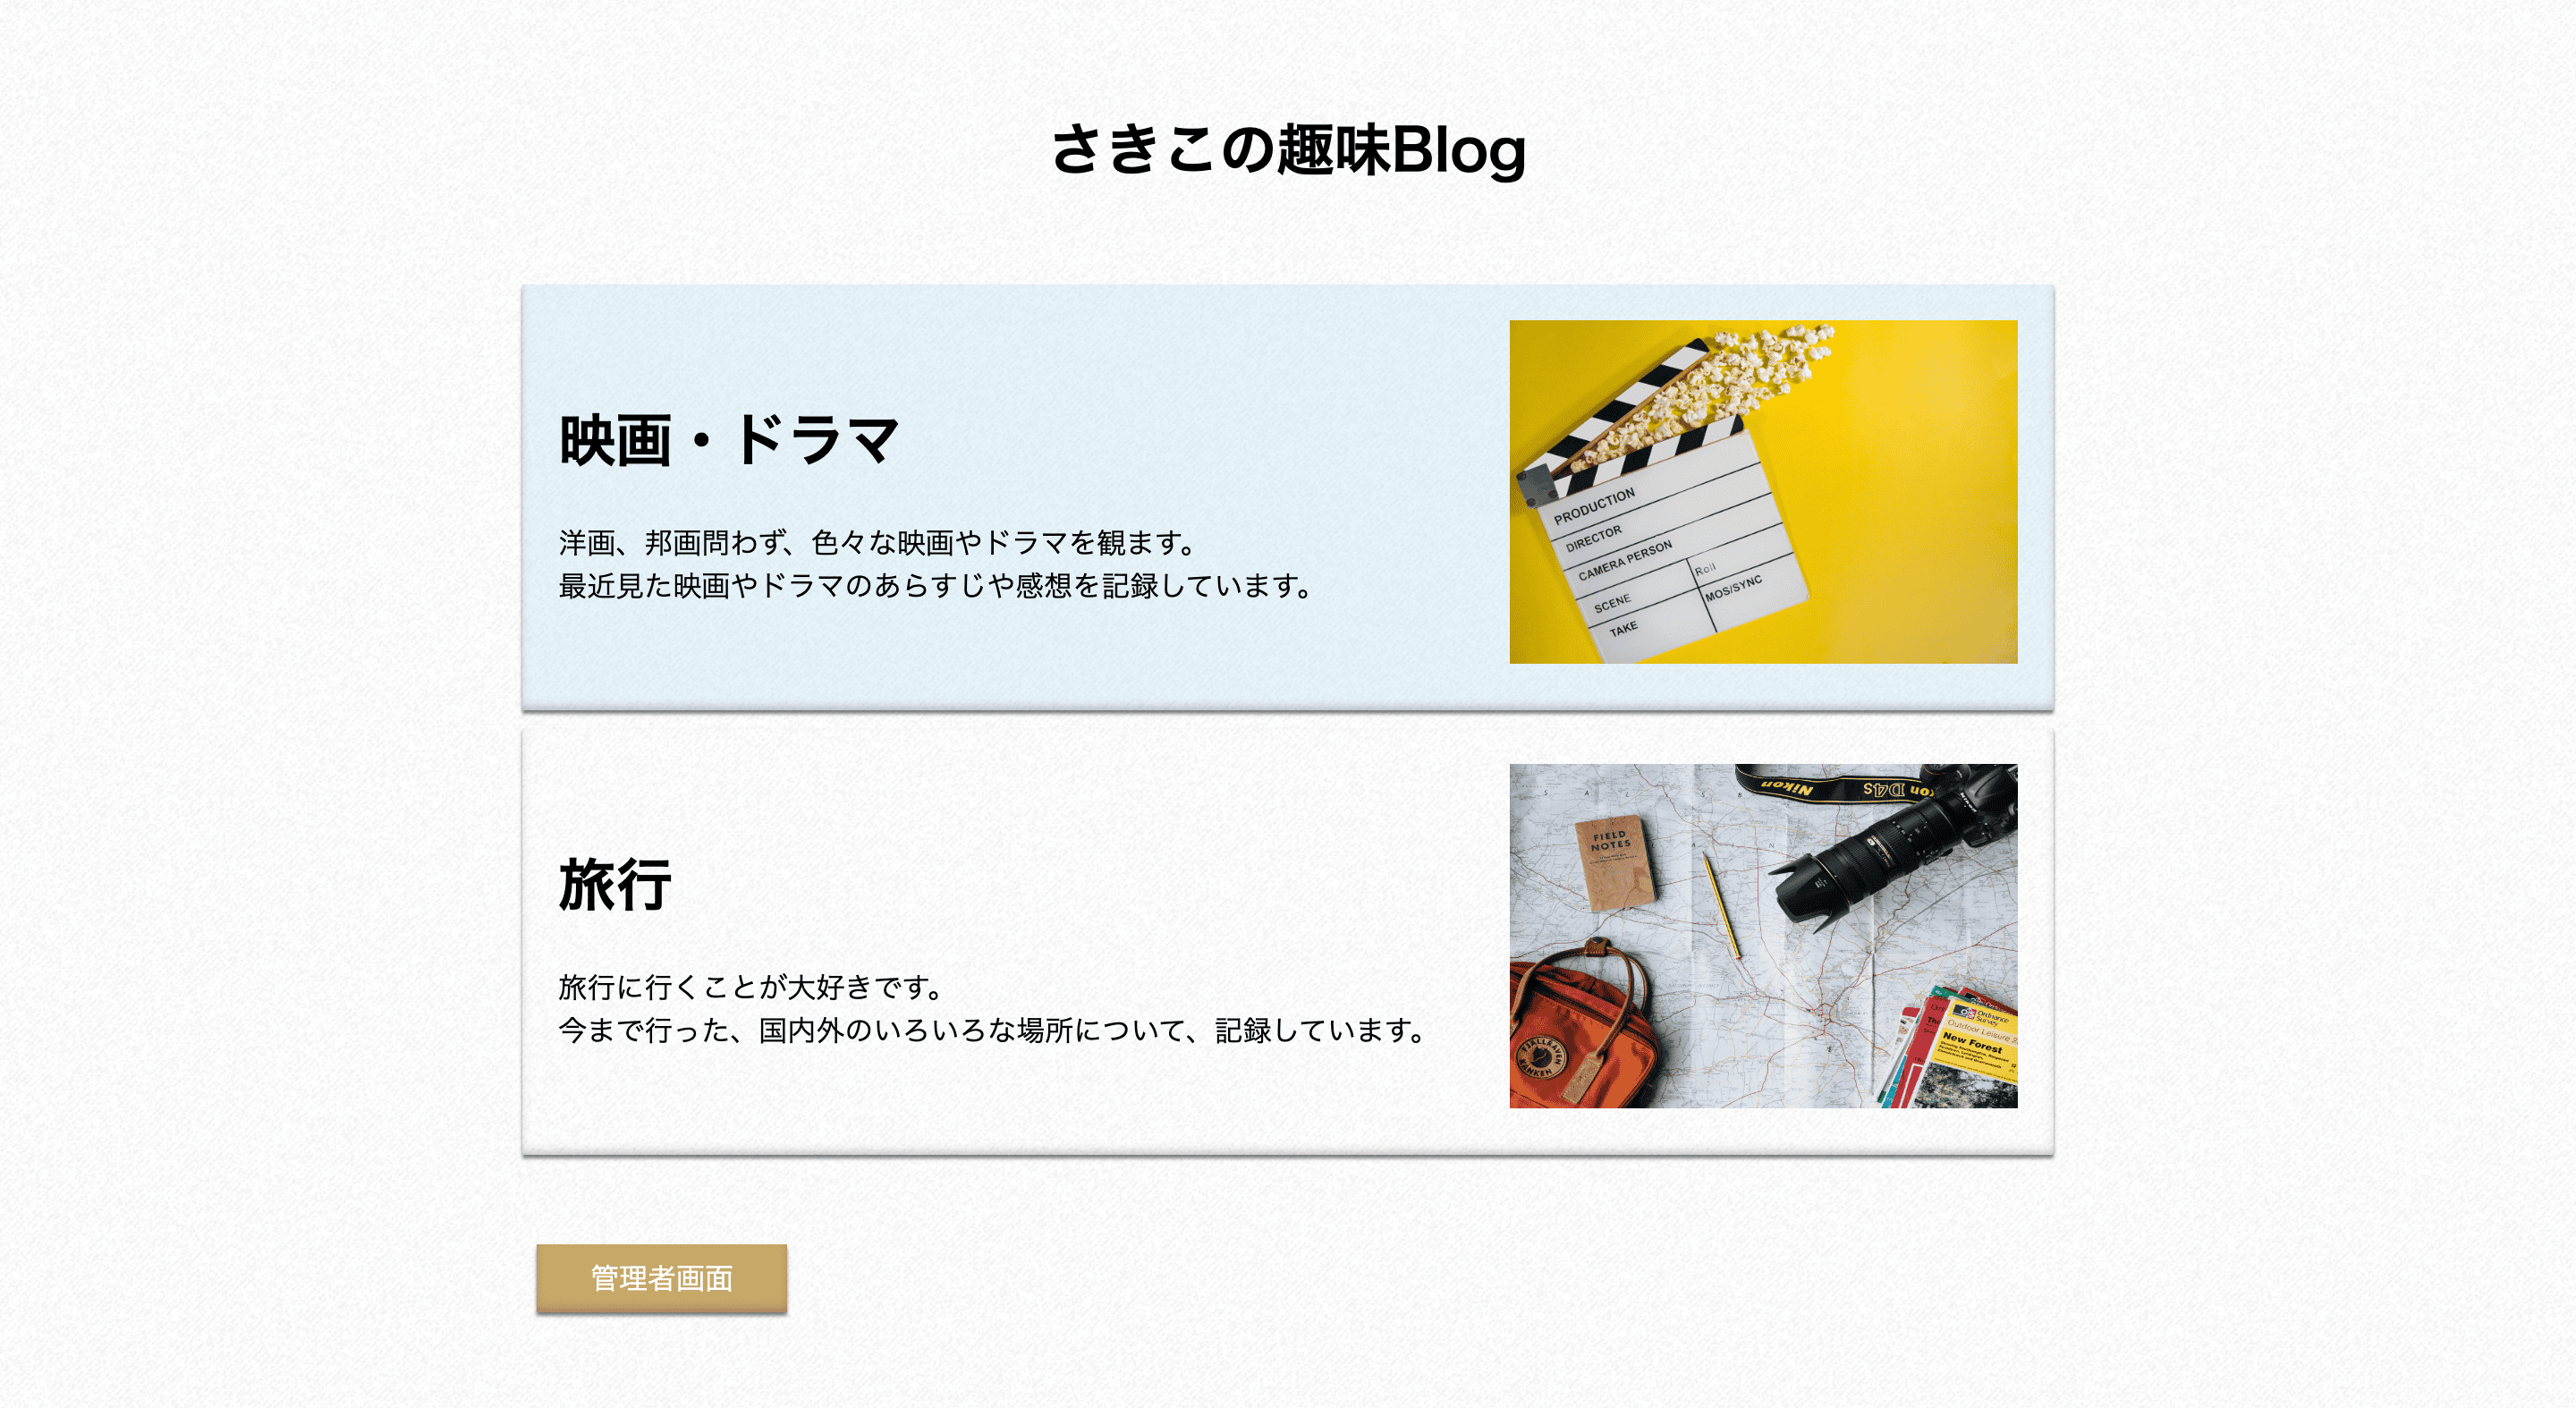 さきこの趣味Blog
映画・ドラマ
洋画、邦画問わず、色々な映画やドラマを観ます。
最近見た映画やドラマのあらすじや感想を記録しています。
PRODUCTION
DIRECTOR
CAMERA PERSON
SCENE
Roll
TAKE
MOS/SYNC
旅行
旅行に行くことが大好きです。
今まで行った、国内外のいろいろな場所について、記録しています。
Nikon
on D4s
FIELD
NOTES
FJÄLLRÄVEN
KÅNKEN
Ordnance
Survey
Outdoor Leisure 2
New Forest
管理者画面